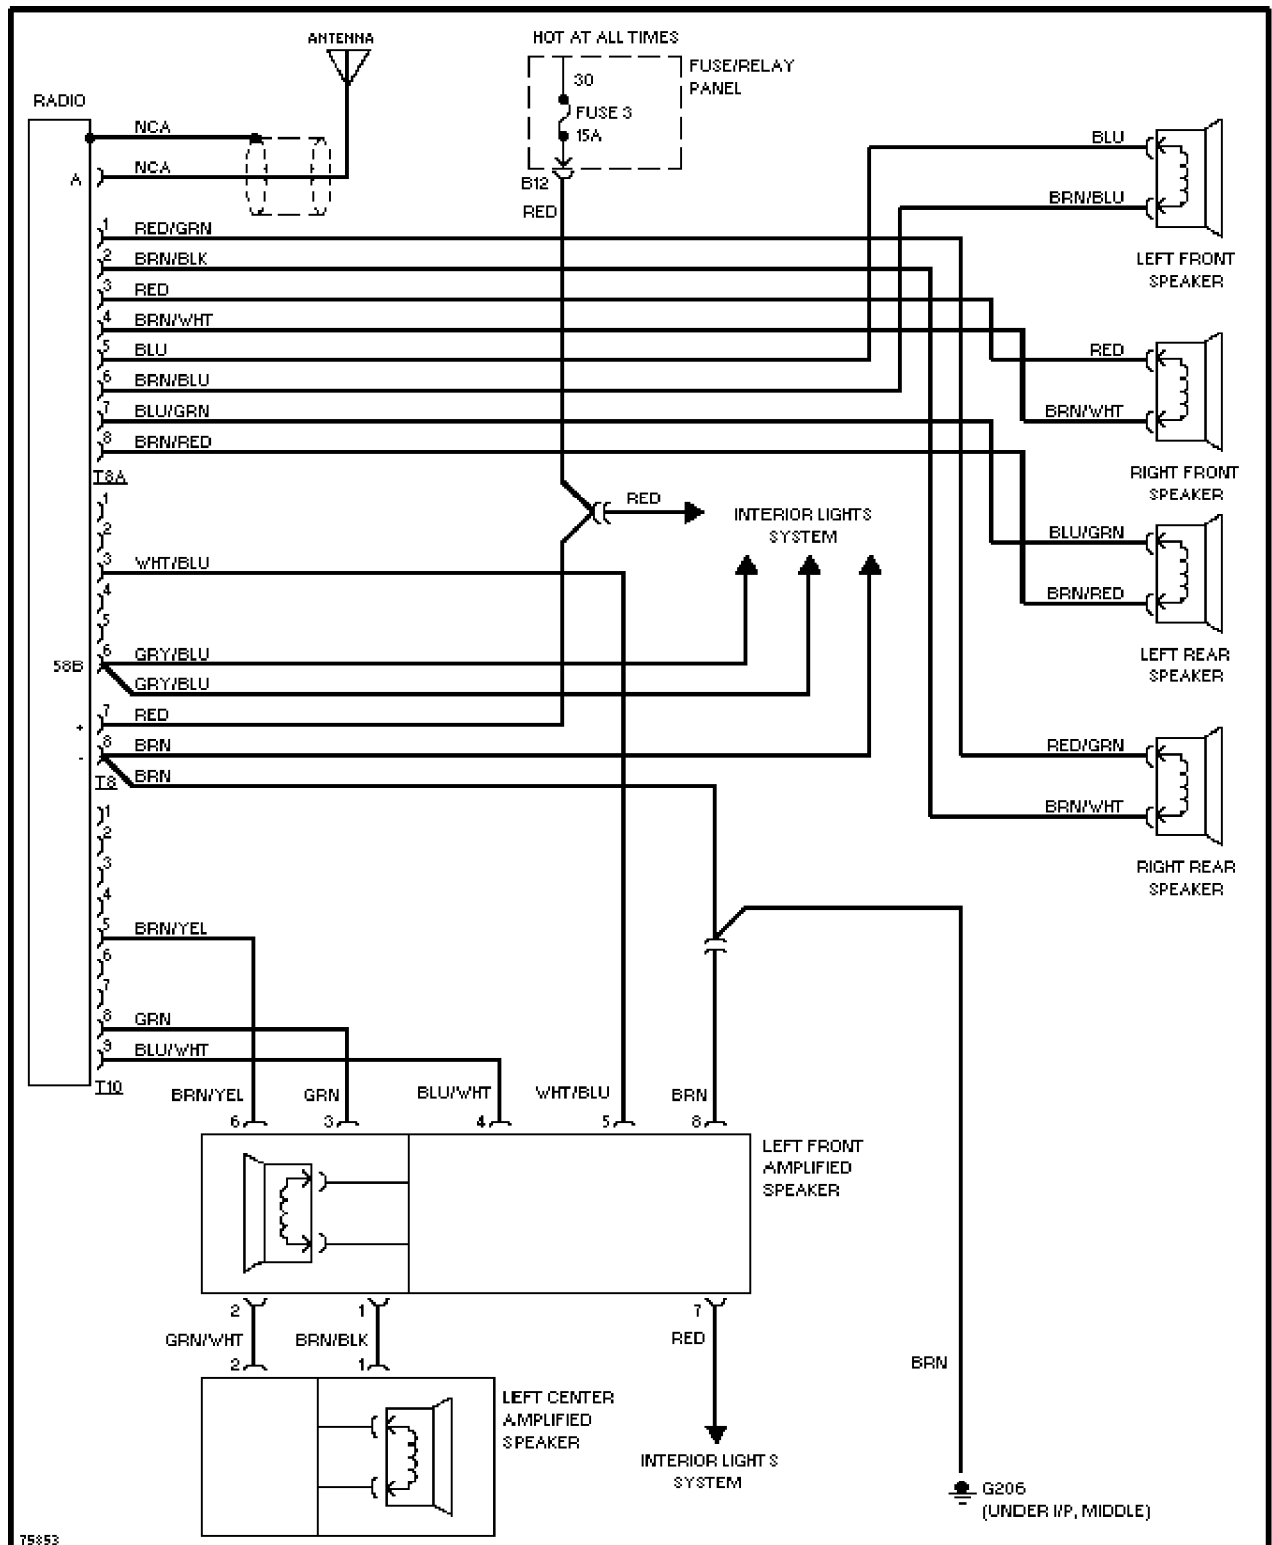 ANTENNA
HOT AT ALL TIMES
FUSE/RELAY
PANEL
30
FUSE 3
15A
B12
RED
RADIO
NCA
A
NCA
1
RED/GRN
2
BRN/BLK
3
RED
4
BRN/WHT
5
BLU
6
BRN/BLU
7
BLU/GRN
8
BRN/RED
T8A
BLU
BRN/BLU
LEFT FRONT
SPEAKER
RED
BRN/WHT
RIGHT FRONT
SPEAKER
RED
INTERIOR LIGHTS
SYSTEM
BLU/GRN
BRN/RED
LEFT REAR
SPEAKER
1
2
3
WHT/BLU
4
5
6
58B
GRY/BLU
GRY/BLU
7
+
RED
8
-
BRN
T8
BRN
RED/GRN
BRN/WHT
RIGHT REAR
SPEAKER
1
2
3
4
5
BRN/YEL
6
7
8
GRN
9
BLU/WHT
T10
BRN/YEL
GRN
BLU/WHT
WHT/BLU
BRN
6
3
4
5
8
LEFT FRONT
AMPLIFIED
SPEAKER
2
1
7
GRN/WHT
BRN/BLK
RED
2
1
BRN
LEFT CENTER
AMPLIFIED
SPEAKER
INTERIOR LIGHTS
SYSTEM
G206
(UNDER I/P, MIDDLE)
75853